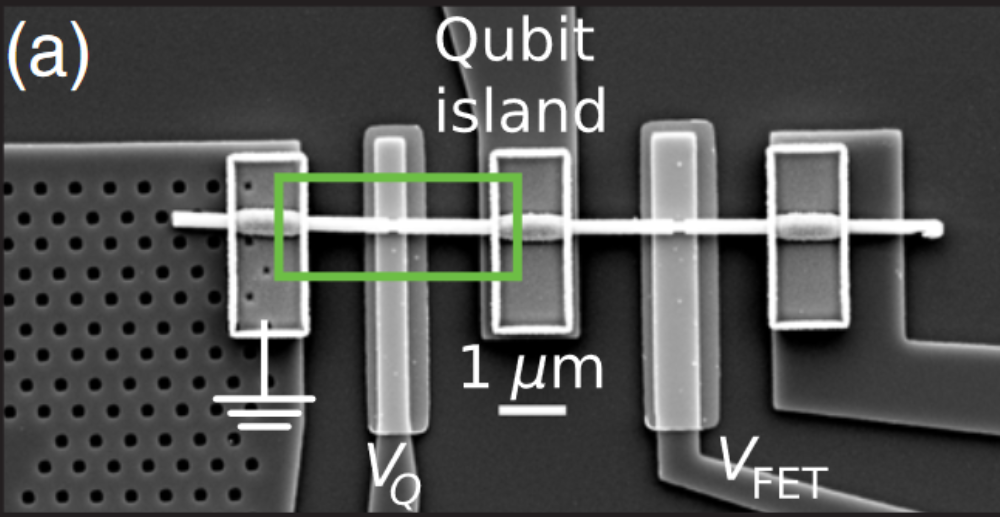 (a)
Qubit
island
1 μm
V_Q
V_FET